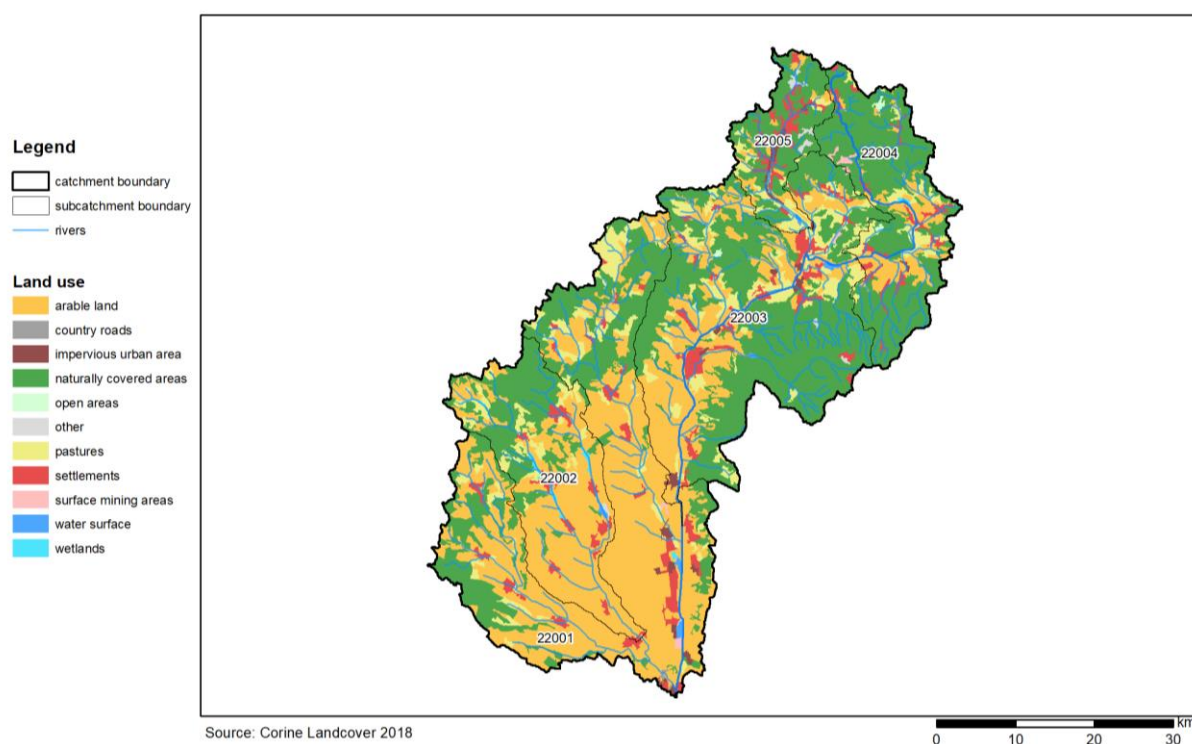 Legend
catchment boundary
subcatchment boundary
rivers
Land use
arable land
country roads
impervious urban area
naturally covered areas
open areas
other
pastures
settlements
surface mining areas
water surface
wetlands
22005
22004
22003
22002
22001
Source: Corine Landcover 2018
km
0 10 20 30